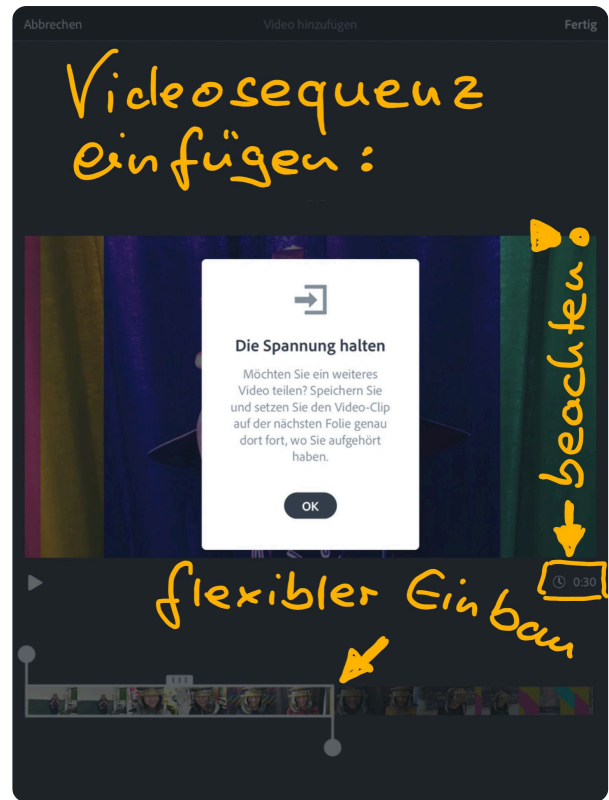 Abbrechen Video hinzufügen Fertig
Videosequenz
einfügen:
beachten!
Die Spannung halten
Möchten Sie ein weiteres
Video teilen? Speichern Sie
und setzen Sie den Video-Clip
auf der nächsten Folie genau
dort fort, wo Sie aufgehört
haben.
OK
0:30
flexibler Einbau